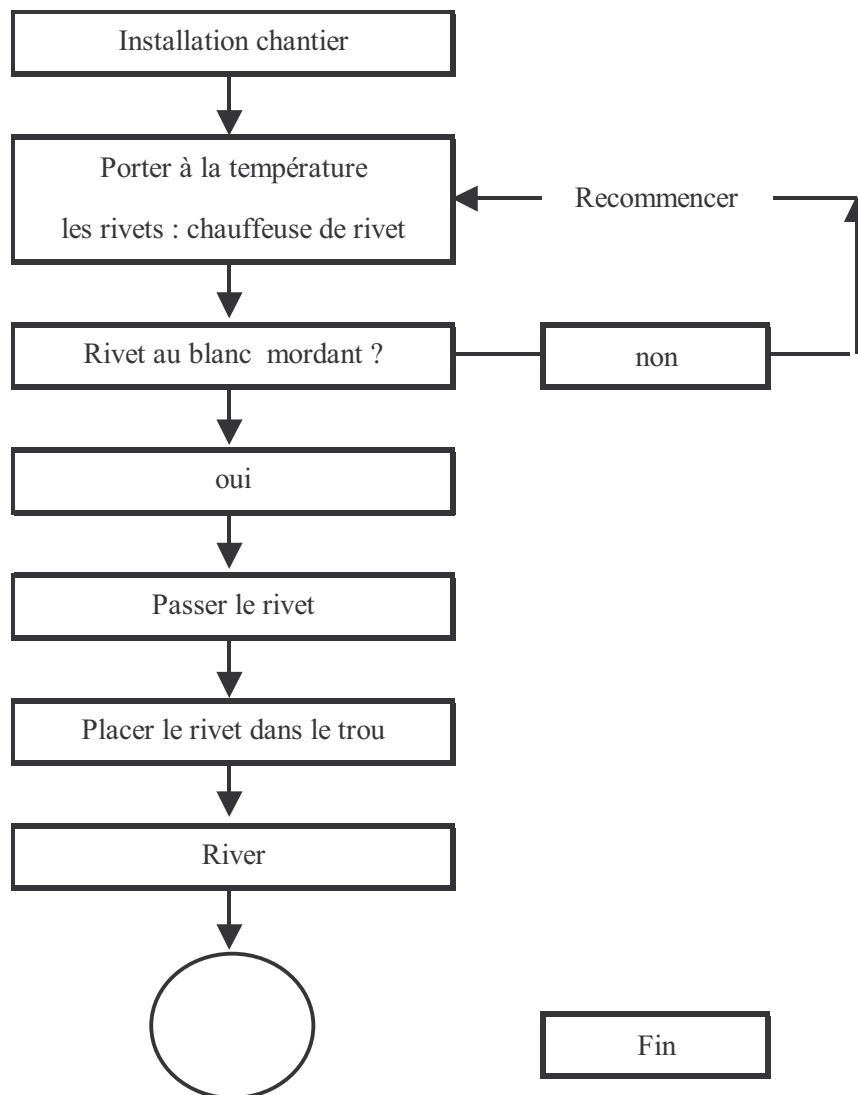 Installation chantier
Porter à la température
les rivets : chauffeuse de rivet
Recommencer
Rivet au blanc mordant ?
non
oui
Passer le rivet
Placer le rivet dans le trou
River
Fin